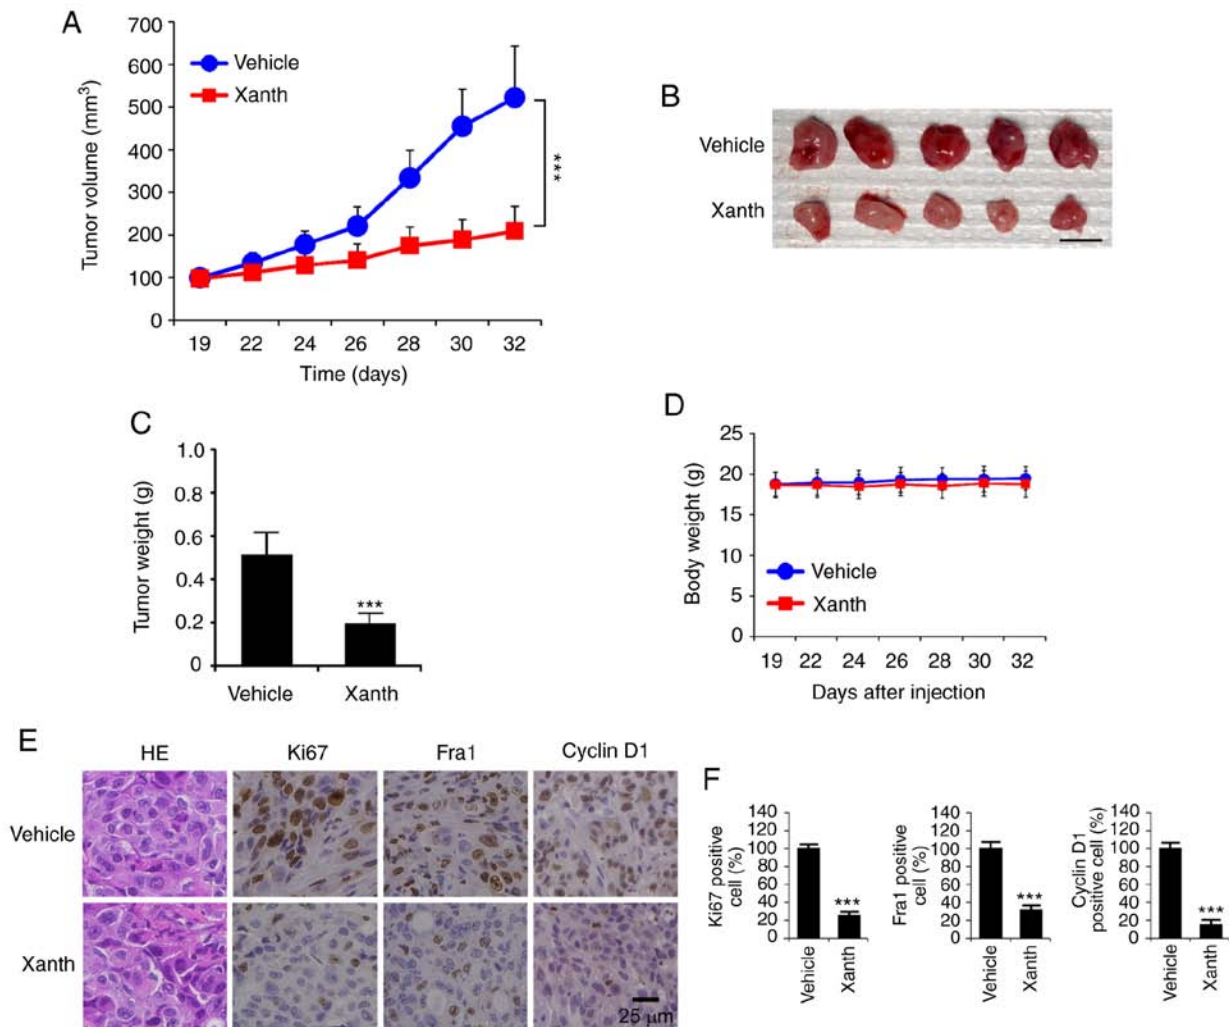 A
Tumor volume (mm³)
700
600
500
400
300
200
100
0
Vehicle
Xanth
***
19 22 24 26 28 30 32
Time (days)
B
Vehicle
Xanth
C
Tumor weight (g)
1.0
0.8
0.6
0.4
0.2
0
***
Vehicle Xanth
D
Body weight (g)
25
20
15
10
5
0
Vehicle
Xanth
19 22 24 26 28 30 32
Days after injection
E
HE Ki67 Fra1 Cyclin D1
Vehicle
Xanth
25 μm
F
Ki67 positive
cell (%)
140
120
100
80
60
40
20
0
***
Vehicle
Xanth
Fra1 positive
cell (%)
140
120
100
80
60
40
20
0
***
Vehicle
Xanth
Cyclin D1
positive cell (%)
140
120
100
80
60
40
20
0
***
Vehicle
Xanth